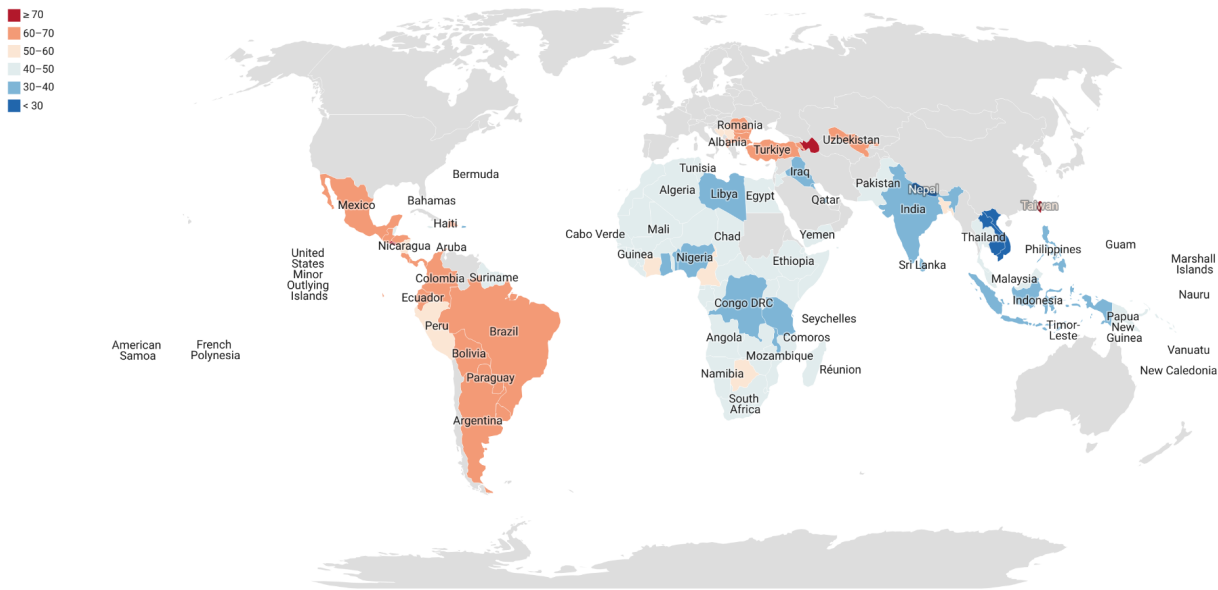 ≥ 70
60–70
50–60
40–50
30–40
< 30
Romania
Albania
Turkiye
Uzbekistan
Tunisia
Iraq
Pakistan
Nepal
Bermuda
Algeria
Libya
Egypt
Qatar
India
Taiwan
Mexico
Bahamas
Haiti
Cabo Verde
Mali
Chad
Yemen
Thailand
Philippines
Guam
Nicaragua
Aruba
Guinea
Nigeria
Ethiopia
Sri Lanka
Marshall
Islands
United
States
Minor
Outlying
Islands
Colombia
Suriname
Malaysia
Ecuador
Congo DRC
Indonesia
Nauru
Peru
Brazil
Seychelles
Papua
New
Guinea
Timor-
Leste
American
Samoa
French
Polynesia
Bolivia
Angola
Comoros
Mozambique
Vanuatu
Paraguay
Namibia
Réunion
New Caledonia
South
Africa
Argentina